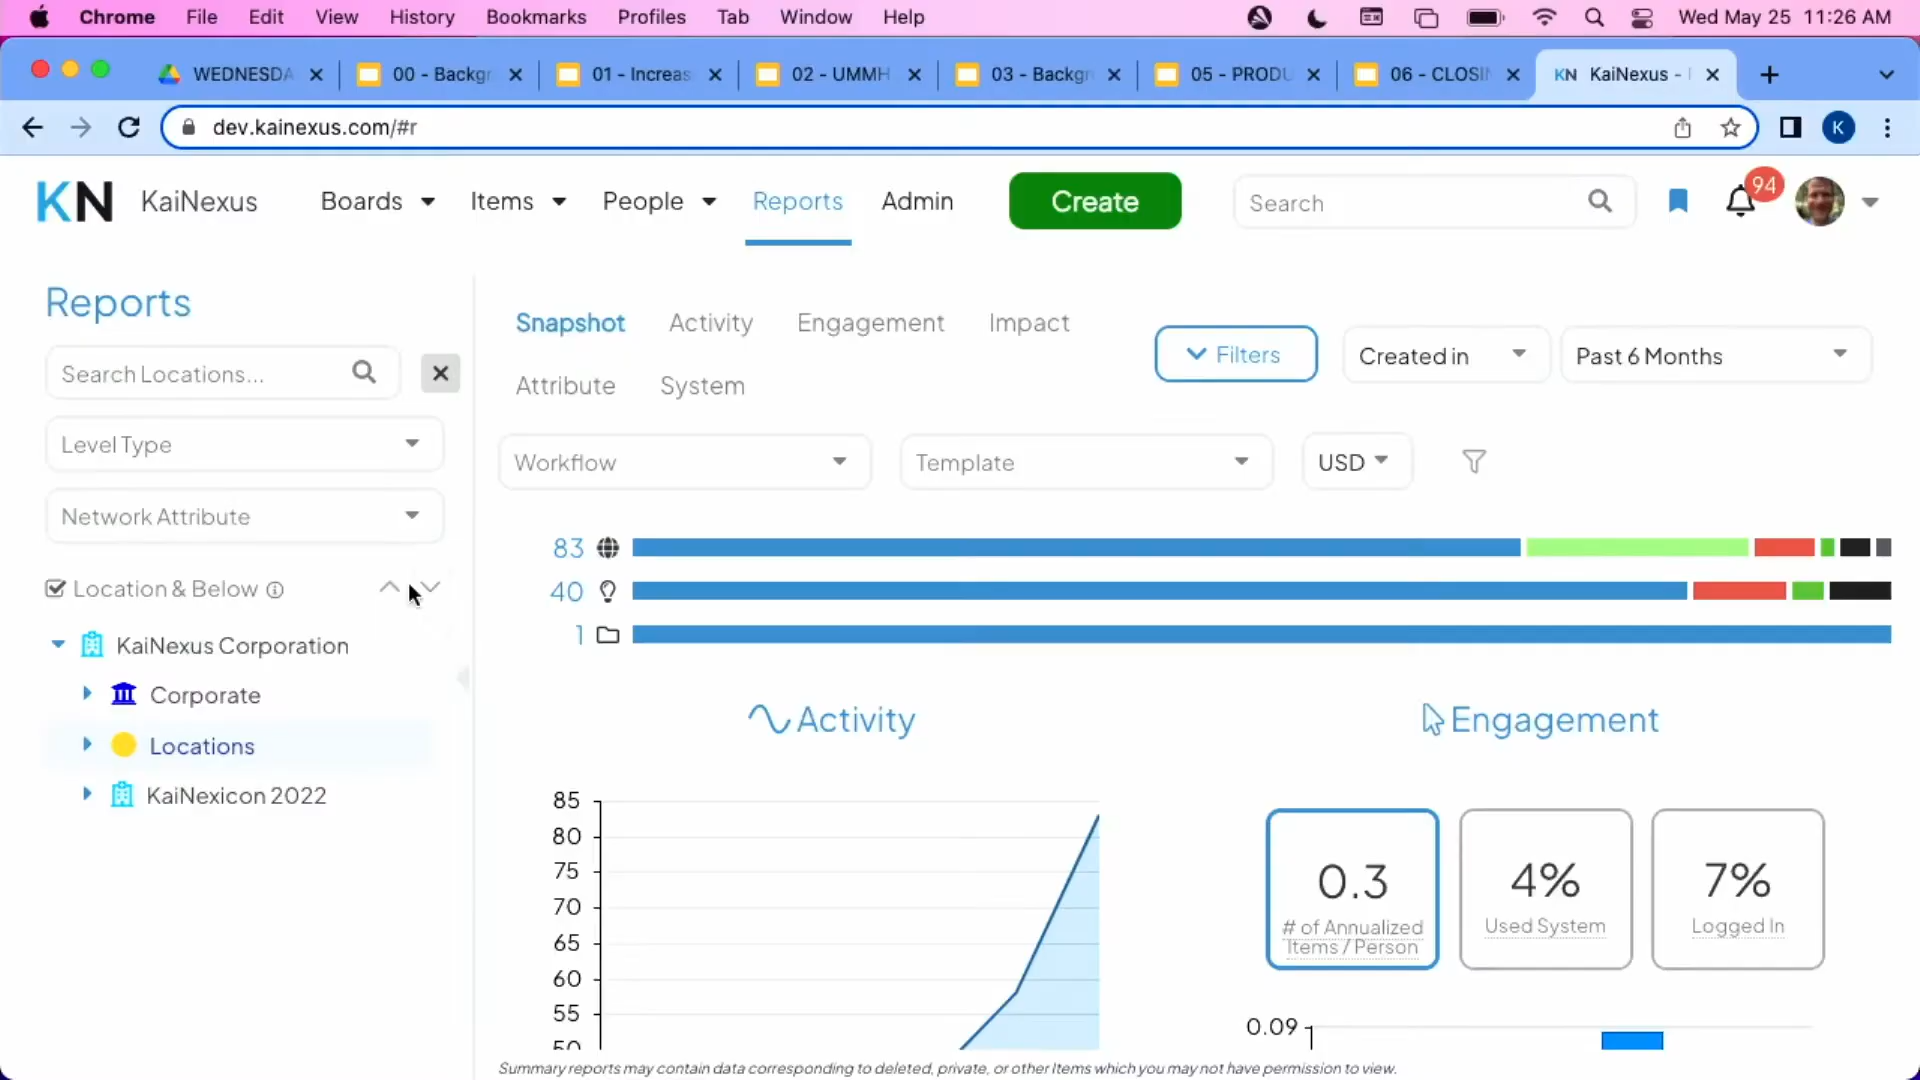 Chrome File Edit View History Bookmarks Profiles Tab Window Help Wed May 25 11:26 AM
WEDNESDA 00 - Backgr 01 - Increas 02 - UMMH 03 - Backgr 05 - PRODU 06 - CLOSIN KN KaiNexus -
dev.kainexus.com/#r K
KN KaiNexus Boards Items People Reports Admin Create Search 94
Reports
Search Locations...
Level Type
Network Attribute
Location & Below
KaiNexus Corporation
Corporate
Locations
KaiNexicon 2022
Snapshot Activity Engagement Impact
Attribute System
Filters Created in Past 6 Months
Workflow Template USD
83
40
1
Activity
85
80
75
70
65
60
55
50
Engagement
0.3
# of Annualized
Items / Person
4%
Used System
7%
Logged In
0.09
Summary reports may contain data corresponding to deleted, private, or other Items which you may not have permission to view.